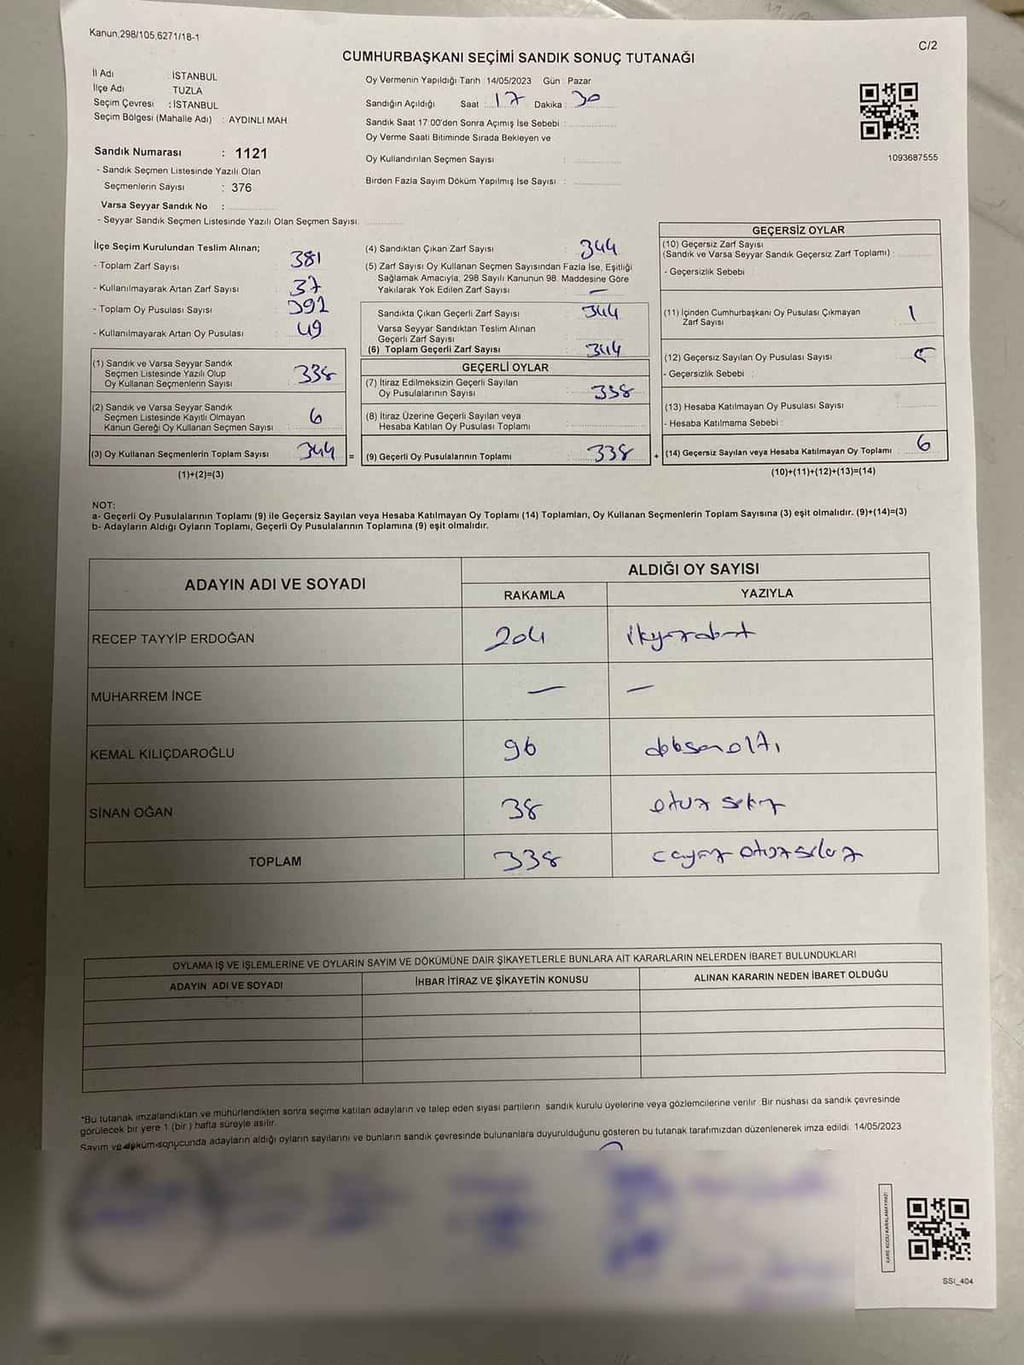 Kanun.298/105.6271/18-1
C/2
CUMHURBAŞKANI SEÇİMİ SANDIK SONUÇ TUTANAĞI
İl Adı : İSTANBUL
İlçe Adı : TUZLA
Seçim Çevresi : İSTANBUL
Seçim Bölgesi (Mahalle Adı) : AYDINLI MAH
Sandık Numarası : 1121
- Sandık Seçmen Listesinde Yazılı Olan
Seçmenlerin Sayısı : 376
Varsa Seyyar Sandık No :
- Seyyar Sandık Seçmen Listesinde Yazılı Olan Seçmen Sayısı:
Oy Vermenin Yapıldığı Tarih : 14/05/2023 Gün : Pazar
Sandığın Açıldığı Saat : 17 Dakika : 30
Sandık Saat 17:00'den Sonra Açımış İse Sebebi :
Oy Verme Saati Bitiminde Sırada Bekleyen ve
Oy Kullandırılan Seçmen Sayısı :
Birden Fazla Sayım Döküm Yapılmış İse Sayısı :
1093687555
İlçe Seçim Kurulundan Teslim Alınan;
- Toplam Zarf Sayısı : 381
- Kullanılmayarak Artan Zarf Sayısı : 37
- Toplam Oy Pusulası Sayısı : 392
- Kullanılmayarak Artan Oy Pusulası : 49
(1) Sandık ve Varsa Seyyar Sandık
Seçmen Listesinde Yazılı Olup
Oy Kullanan Seçmenlerin Sayısı : 338
(2) Sandık ve Varsa Seyyar Sandık
Seçmen Listesinde Kayıtlı Olmayan
Kanun Gereği Oy Kullanan Seçmen Sayısı : 6
(3) Oy Kullanan Seçmenlerin Toplam Sayısı : 344 =
(1)+(2)=(3)
(4) Sandıktan Çıkan Zarf Sayısı : 344
(5) Zarf Sayısı Oy Kullanan Seçmen Sayısından Fazla İse, Eşitliği
Sağlamak Amacıyla, 298 Sayılı Kanunun 98. Maddesine Göre
Yakılarak Yok Edilen Zarf Sayısı : —
Sandıkta Çıkan Geçerli Zarf Sayısı : 344
Varsa Seyyar Sandıktan Teslim Alınan
Geçerli Zarf Sayısı :
(6) Toplam Geçerli Zarf Sayısı : 344
GEÇERLİ OYLAR
(7) İtiraz Edilmeksizin Geçerli Sayılan
Oy Pusulalarının Sayısı : 338
(8) İtiraz Üzerine Geçerli Sayılan veya
Hesaba Katılan Oy Pusulası Toplamı :
(9) Geçerli Oy Pusulalarının Toplamı : 338 +
GEÇERSİZ OYLAR
(10) Geçersiz Zarf Sayısı
(Sandık ve Varsa Seyyar Sandık Geçersiz Zarf Toplamı) :
- Geçersizlik Sebebi :
(11) İçinden Cumhurbaşkanı Oy Pusulası Çıkmayan
Zarf Sayısı : 1
(12) Geçersiz Sayılan Oy Pusulası Sayısı : 5
- Geçersizlik Sebebi :
(13) Hesaba Katılmayan Oy Pusulası Sayısı :
- Hesaba Katılmama Sebebi :
(14) Geçersiz Sayılan veya Hesaba Katılmayan Oy Toplamı : 6
(10)+(11)+(12)+(13)=(14)
NOT:
a- Geçerli Oy Pusulalarının Toplamı (9) ile Geçersiz Sayılan veya Hesaba Katılmayan Oy Toplamı (14) Toplamları, Oy Kullanan Seçmenlerin Toplam Sayısına (3) eşit olmalıdır. (9)+(14)=(3)
b- Adayların Aldığı Oyların Toplamı, Geçerli Oy Pusulalarının Toplamına (9) eşit olmalıdır.
ADAYIN ADI VE SOYADI
ALDIĞI OY SAYISI
RAKAMLA YAZIYLA
RECEP TAYYİP ERDOĞAN 204 ikiyüzdört
MUHARREM İNCE — —
KEMAL KILIÇDAROĞLU 96 doksanaltı
SİNAN OĞAN 38 otuz sekiz
TOPLAM 338 üçyüz otuzsekiz
OYLAMA İŞ VE İŞLEMLERİNE VE OYLARIN SAYIM VE DÖKÜMÜNE DAİR ŞİKAYETLERLE BUNLARA AİT KARARLARIN NELERDEN İBARET BULUNDUKLARI
ADAYIN ADI VE SOYADI İHBAR İTİRAZ VE ŞİKAYETİN KONUSU ALINAN KARARIN NEDEN İBARET OLDUĞU
*Bu tutanak imzalandıktan ve mühürlendikten sonra seçime katılan adayların ve talep eden siyasi partilerin sandık kurulu üyelerine veya gözlemcilerine verilir. Bir nüshası da sandık çevresinde
görülecek bir yere 1 (bir) hafta süreyle asılır.
Sayım ve döküm sonucunda adayların aldığı oyların sayılarını ve bunların sandık çevresinde bulunanlara duyurulduğunu gösteren bu tutanak tarafımızdan düzenlenerek imza edildi. 14/05/2023
KARE KODU KARALAMAYINIZ!
SSI_404